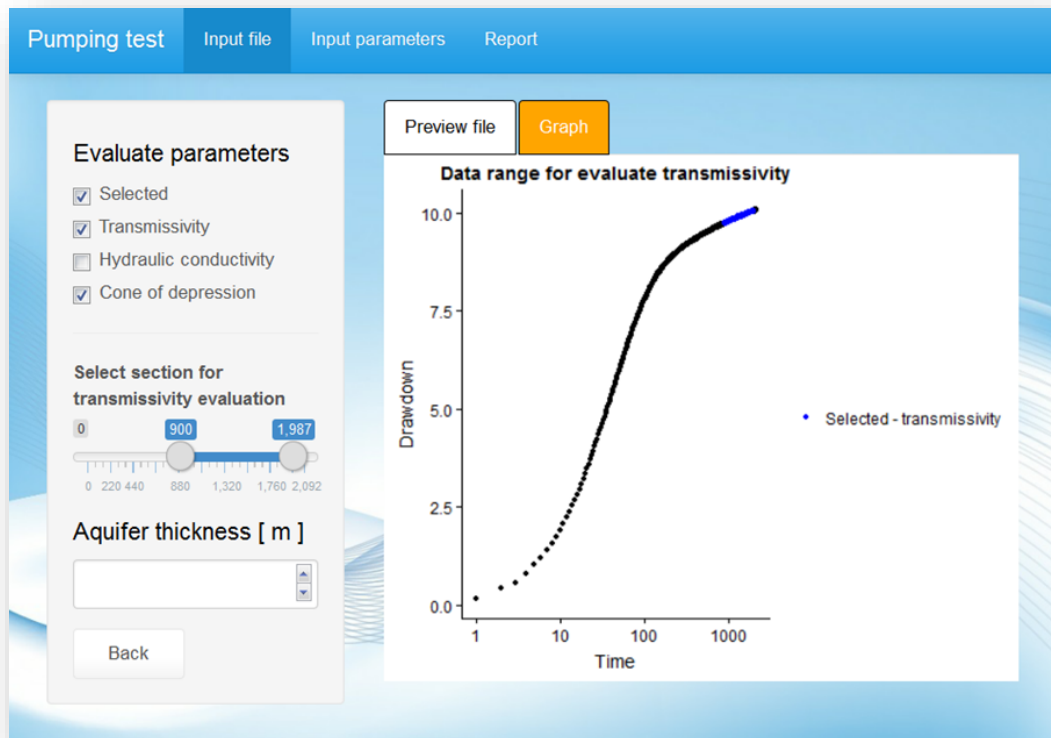 Pumping test Input file Input parameters Report
Evaluate parameters
Selected
Transmissivity
Hydraulic conductivity
Cone of depression
Select section for
transmissivity evaluation
0 900 1,987
0 220 440 880 1,320 1,760 2,092
Aquifer thickness [ m ]
Back
Preview file Graph
Data range for evaluate transmissivity
10.0
7.5
5.0
2.5
0.0
Drawdown
1 10 100 1000
Time
Selected - transmissivity